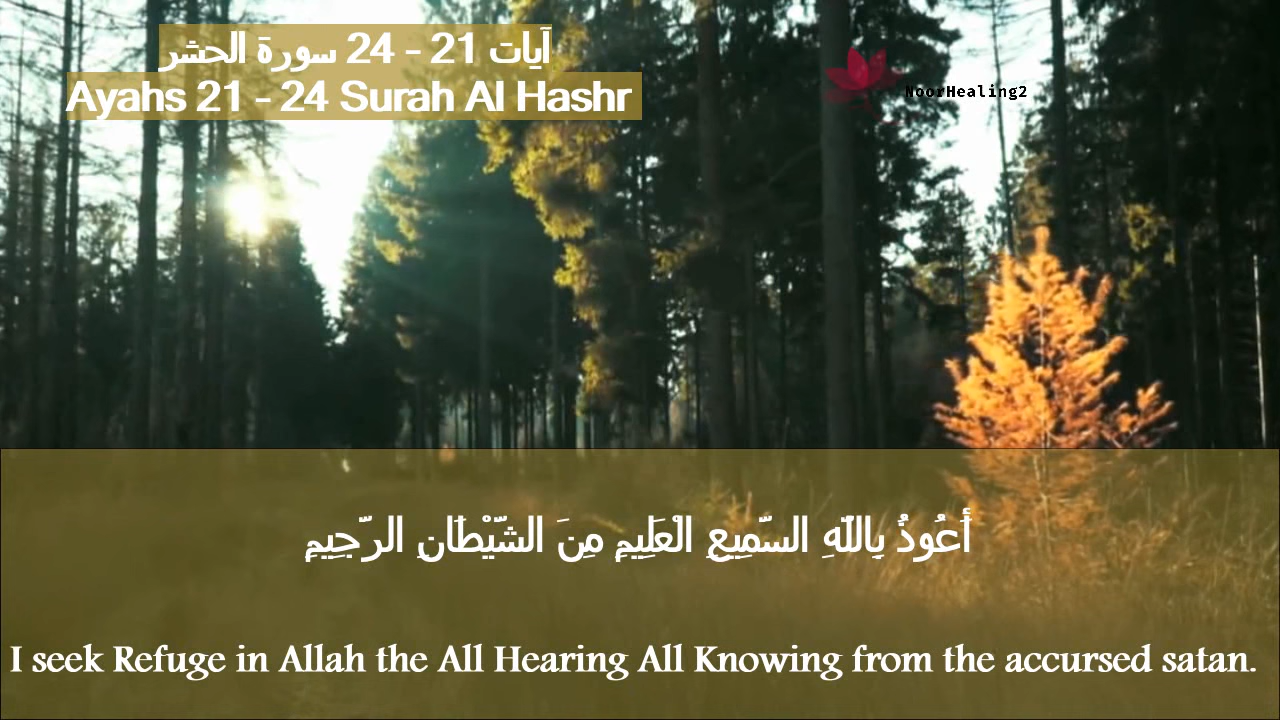 آيات 21 - 24 سورة الحشر
Ayahs 21 - 24 Surah Al Hashr
NoorHealing2
أَعُوذُ بِاللّهِ السَّمِيعِ الْعَلِيمِ مِنَ الشَّيْطَانِ الرَّجِيمِ
I seek Refuge in Allah the All Hearing All Knowing from the accursed satan.